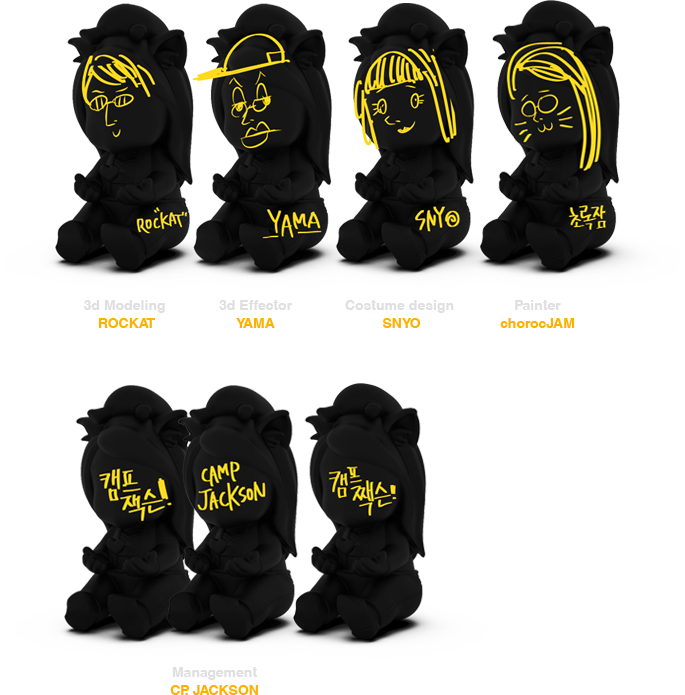 "ROCKAT"
YAMA
SNYO
초록잼
3d Modeling
3d Effector
Costume design
Painter
ROCKAT
YAMA
SNYO
chorocJAM
캠프
잭슨!
CAMP
JACKSON
캠프
짹슨!
Management
CP. JACKSON